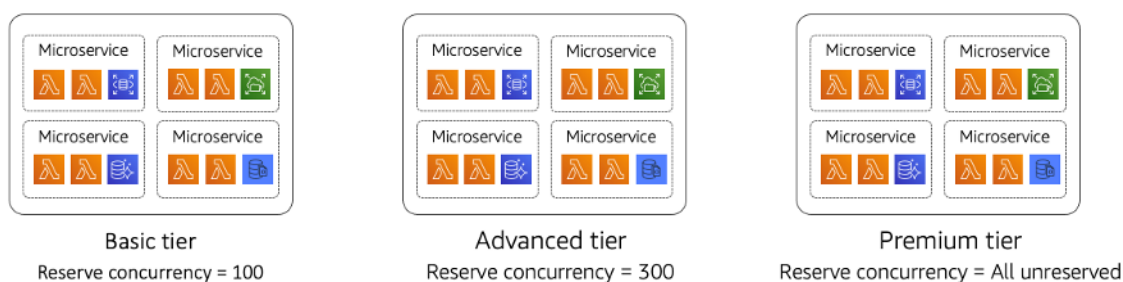 Microservice Microservice
Microservice Microservice
Basic tier
Reserve concurrency = 100
Microservice Microservice
Microservice Microservice
Advanced tier
Reserve concurrency = 300
Microservice Microservice
Microservice Microservice
Premium tier
Reserve concurrency = All unreserved